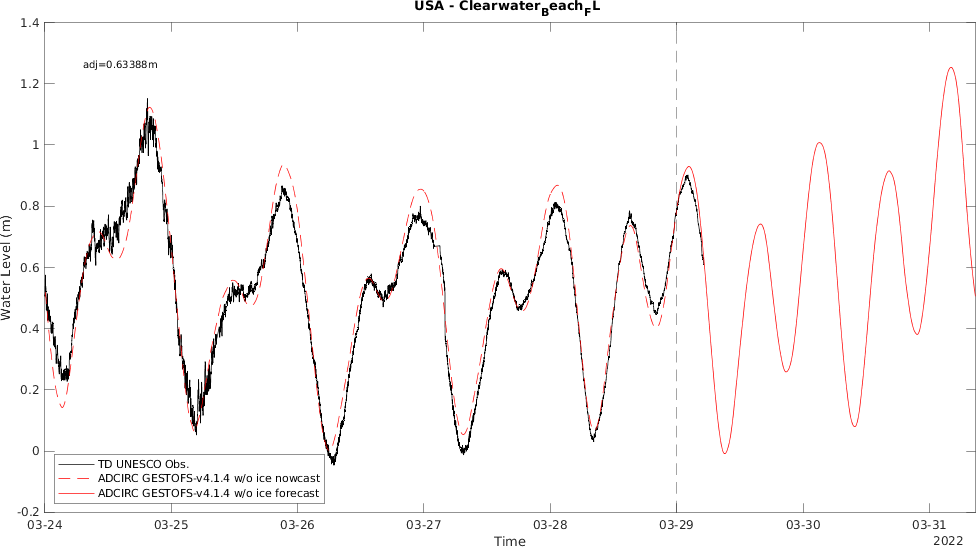 USA - Clearwater_Beach_FL
adj=0.63388m
Water Level (m)
1.4
1.2
1
0.8
0.6
0.4
0.2
0
-0.2
TD UNESCO Obs.
ADCIRC GESTOFS-v4.1.4 w/o ice nowcast
ADCIRC GESTOFS-v4.1.4 w/o ice forecast
03-24 03-25 03-26 03-27 03-28 03-29 03-30 03-31
Time
2022